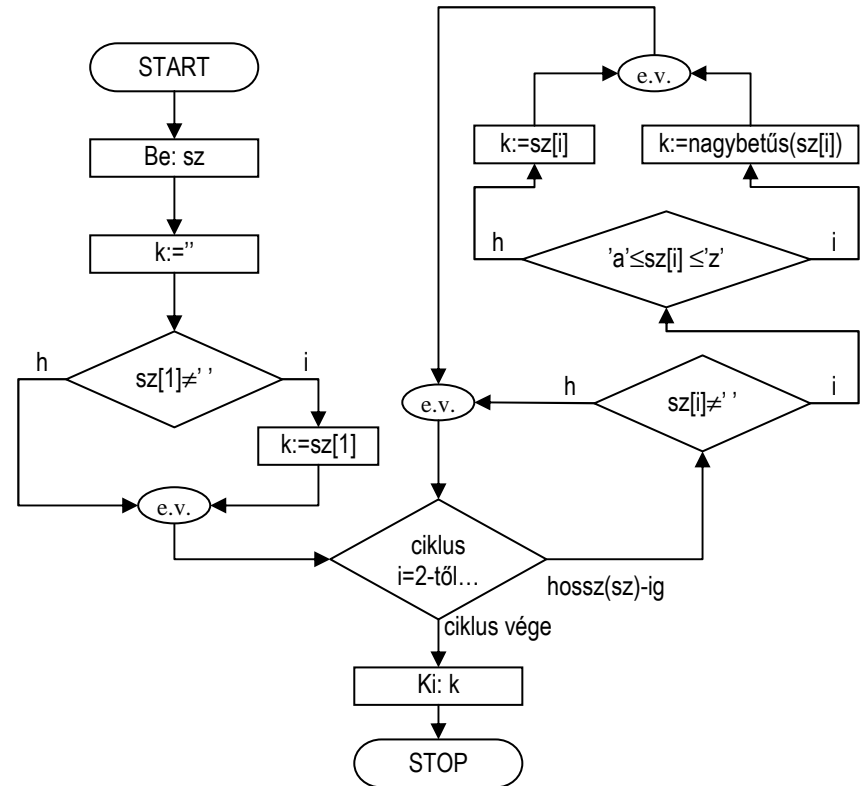 START
Be: sz
k:=''
h
sz[1]≠' '
i
k:=sz[1]
e.v.
e.v.
k:=sz[i]
k:=nagybetűs(sz[i])
h
'a'≤sz[i] ≤'z'
i
e.v.
h
sz[i]≠' '
i
ciklus
i=2-től…
hossz(sz)-ig
ciklus vége
Ki: k
STOP